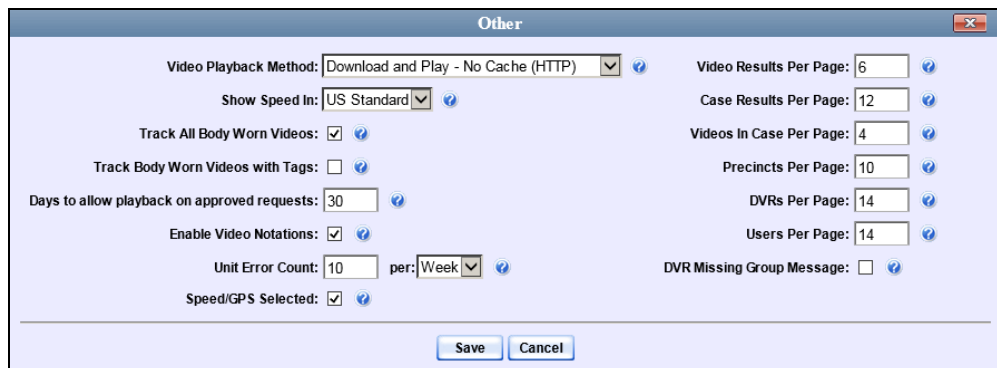 Other
Video Playback Method: Download and Play - No Cache (HTTP)
Show Speed In: US Standard
Track All Body Worn Videos:
Track Body Worn Videos with Tags:
Days to allow playback on approved requests: 30
Enable Video Notations:
Unit Error Count: 10 per: Week
Speed/GPS Selected:
Video Results Per Page: 6
Case Results Per Page: 12
Videos In Case Per Page: 4
Precincts Per Page: 10
DVRs Per Page: 14
Users Per Page: 14
DVR Missing Group Message:
Save Cancel